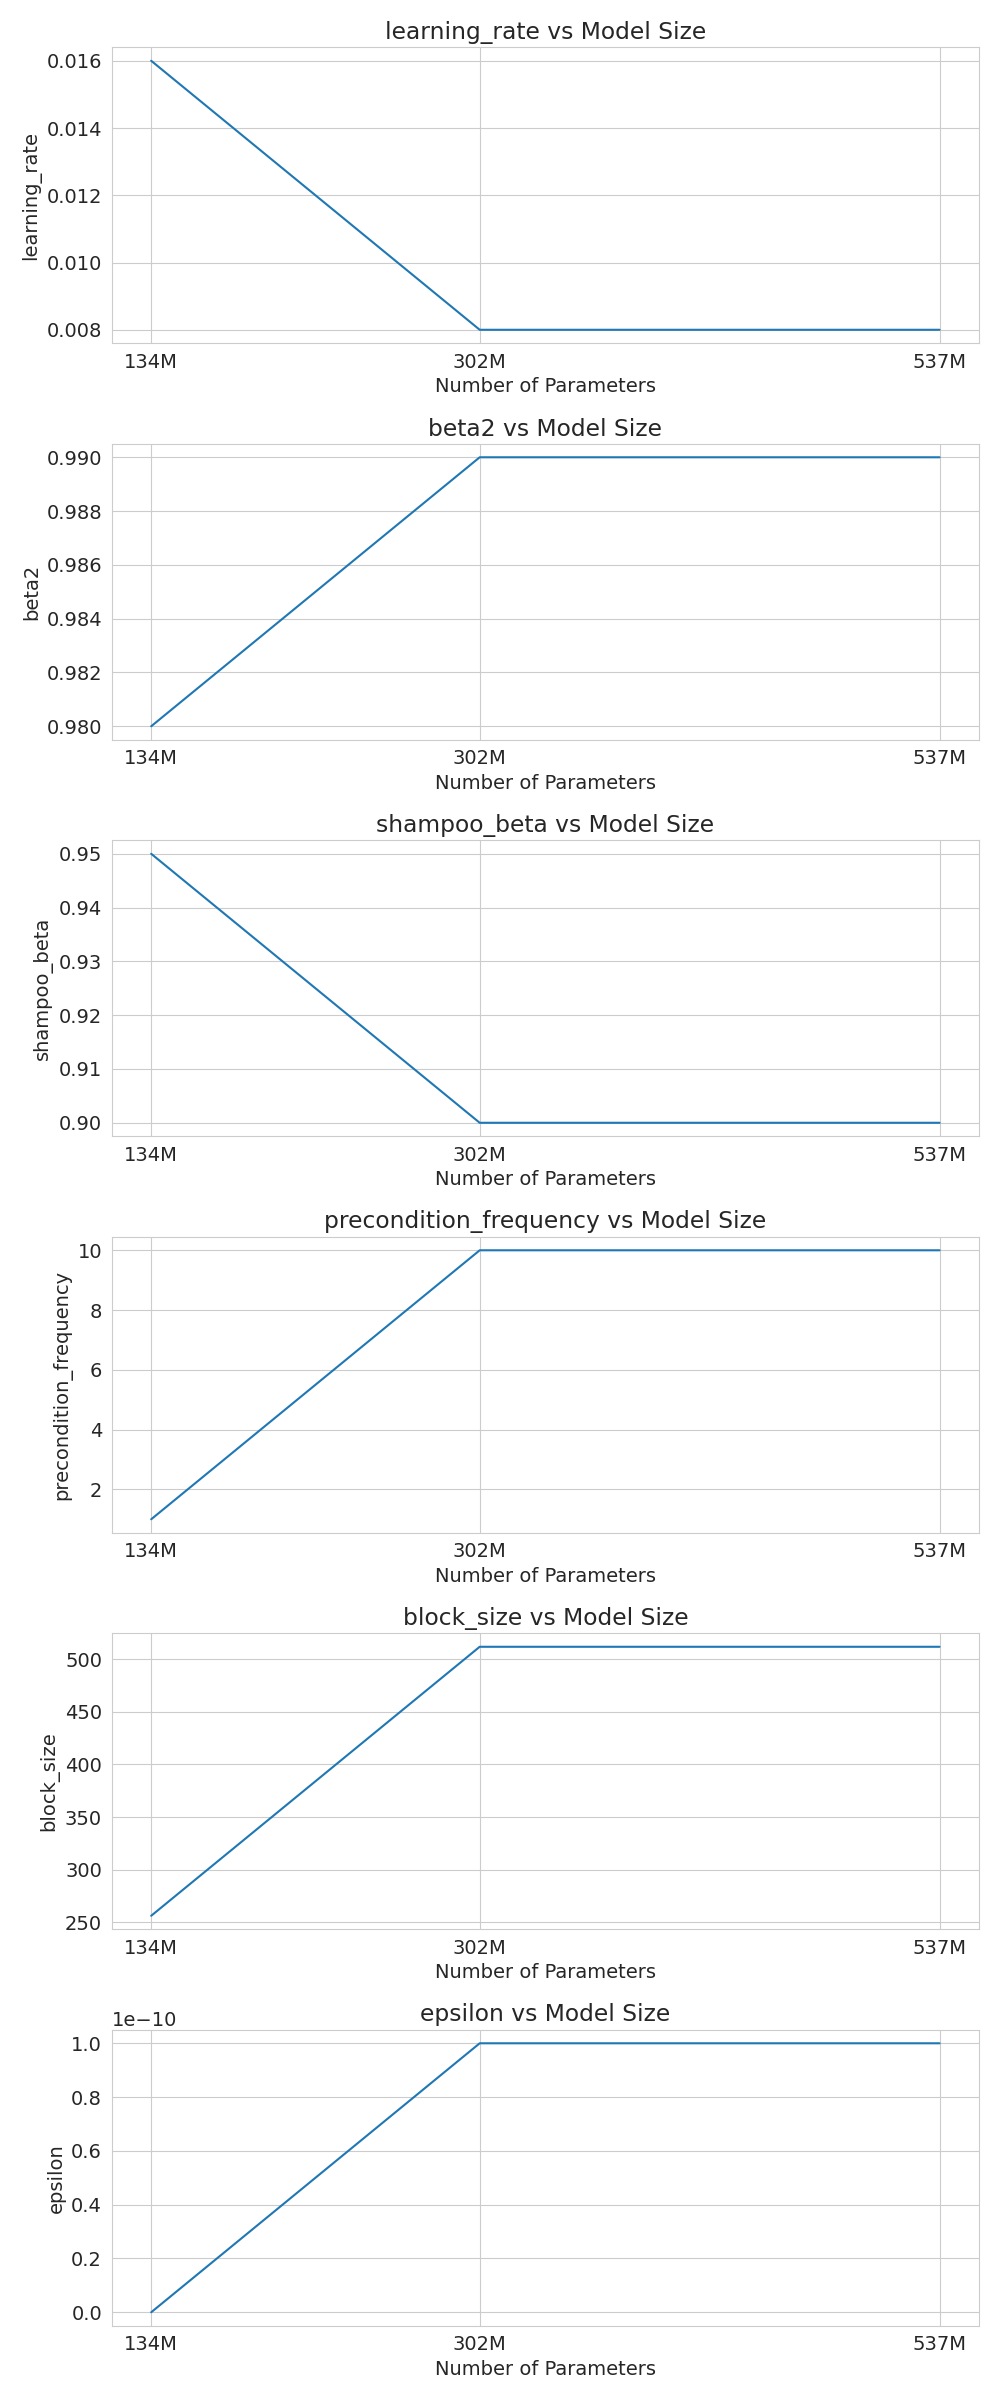 learning_rate vs Model Size
0.016
0.014
0.012
0.010
0.008
learning_rate
134M 302M 537M
Number of Parameters
beta2 vs Model Size
0.990
0.988
0.986
0.984
0.982
0.980
beta2
134M 302M 537M
Number of Parameters
shampoo_beta vs Model Size
0.95
0.94
0.93
0.92
0.91
0.90
shampoo_beta
134M 302M 537M
Number of Parameters
precondition_frequency vs Model Size
10
8
6
4
2
precondition_frequency
134M 302M 537M
Number of Parameters
block_size vs Model Size
500
450
400
350
300
250
block_size
134M 302M 537M
Number of Parameters
epsilon vs Model Size
1e−10
1.0
0.8
0.6
0.4
0.2
0.0
epsilon
134M 302M 537M
Number of Parameters